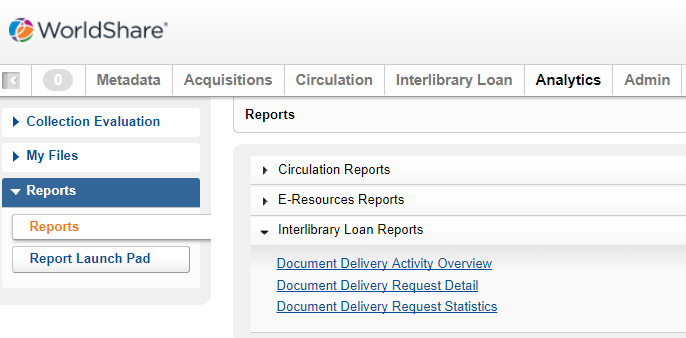 WorldShare®
0 Metadata Acquisitions Circulation Interlibrary Loan Analytics Admin
Collection Evaluation
My Files
Reports
Reports
Report Launch Pad
Reports
Circulation Reports
E-Resources Reports
Interlibrary Loan Reports
Document Delivery Activity Overview
Document Delivery Request Detail
Document Delivery Request Statistics